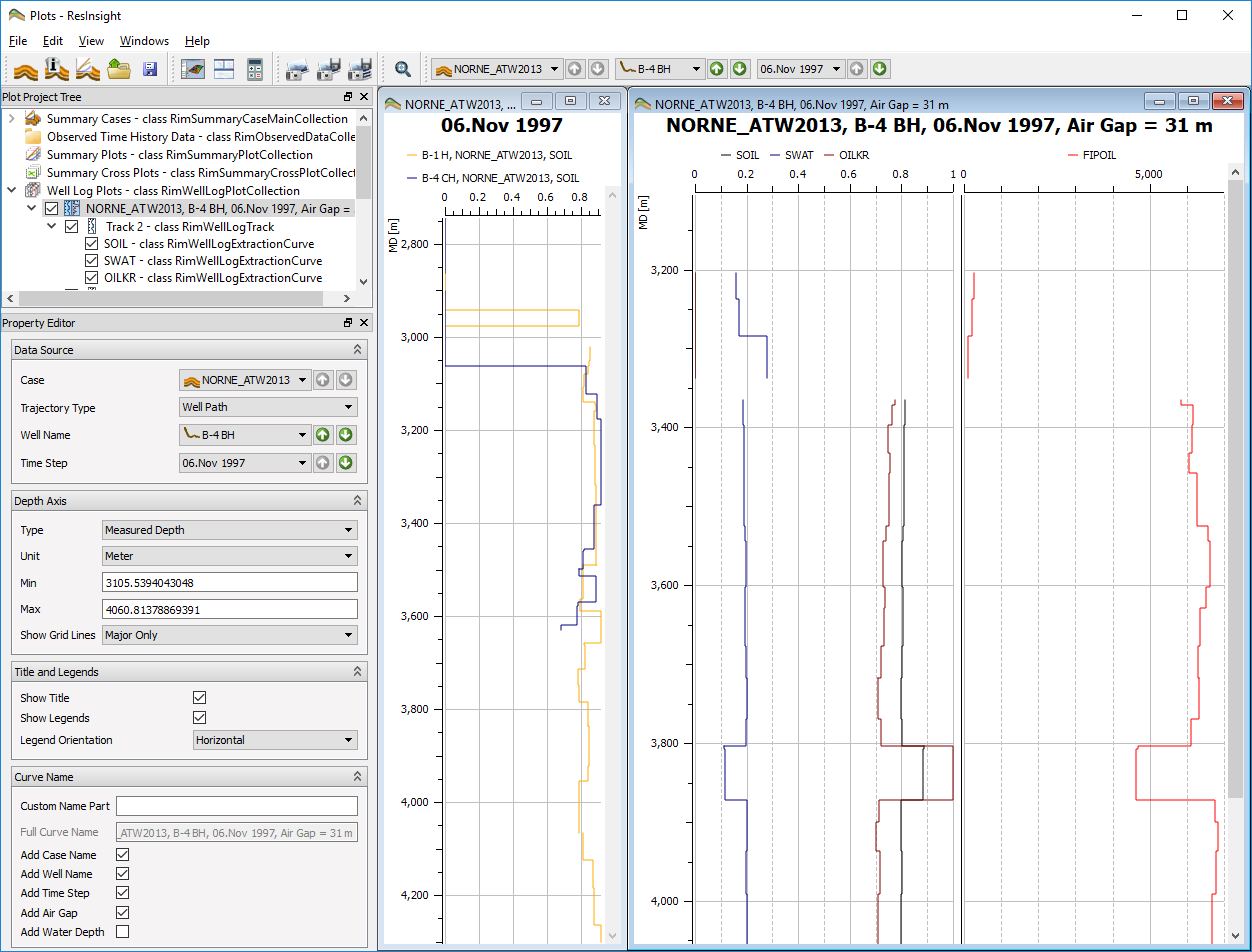 Plots - ResInsight
File Edit View Windows Help
NORNE_ATW2013 B-4 BH 06.Nov 1997
Plot Project Tree
Summary Cases - class RimSummaryCaseMainCollection
Observed Time History Data - class RimObservedDataColle
Summary Plots - class RimSummaryPlotCollection
Summary Cross Plots - class RimSummaryCrossPlotCollect
Well Log Plots - class RimWellLogPlotCollection
NORNE_ATW2013, B-4 BH, 06.Nov 1997, Air Gap =
Track 2 - class RimWellLogTrack
SOIL - class RimWellLogExtractionCurve
SWAT - class RimWellLogExtractionCurve
OILKR - class RimWellLogExtractionCurve
Property Editor
Data Source
Case NORNE_ATW2013
Trajectory Type Well Path
Well Name B-4 BH
Time Step 06.Nov 1997
Depth Axis
Type Measured Depth
Unit Meter
Min 3105.5394043048
Max 4060.81378869391
Show Grid Lines Major Only
Title and Legends
Show Title
Show Legends
Legend Orientation Horizontal
Curve Name
Custom Name Part
Full Curve Name _ATW2013, B-4 BH, 06.Nov 1997, Air Gap = 31 m
Add Case Name
Add Well Name
Add Time Step
Add Air Gap
Add Water Depth
NORNE_ATW2013, ...
06.Nov 1997
B-1 H, NORNE_ATW2013, SOIL
B-4 CH, NORNE_ATW2013, SOIL
0 0.2 0.4 0.6 0.8
MD [m]
2,800
3,000
3,200
3,400
3,600
3,800
4,000
4,200
NORNE_ATW2013, B-4 BH, 06.Nov 1997, Air Gap = 31 m
NORNE_ATW2013, B-4 BH, 06.Nov 1997, Air Gap = 31 m
SOIL SWAT OILKR FIPOIL
0 0.2 0.4 0.6 0.8 1 0 5,000
MD [m]
3,200
3,400
3,600
3,800
4,000